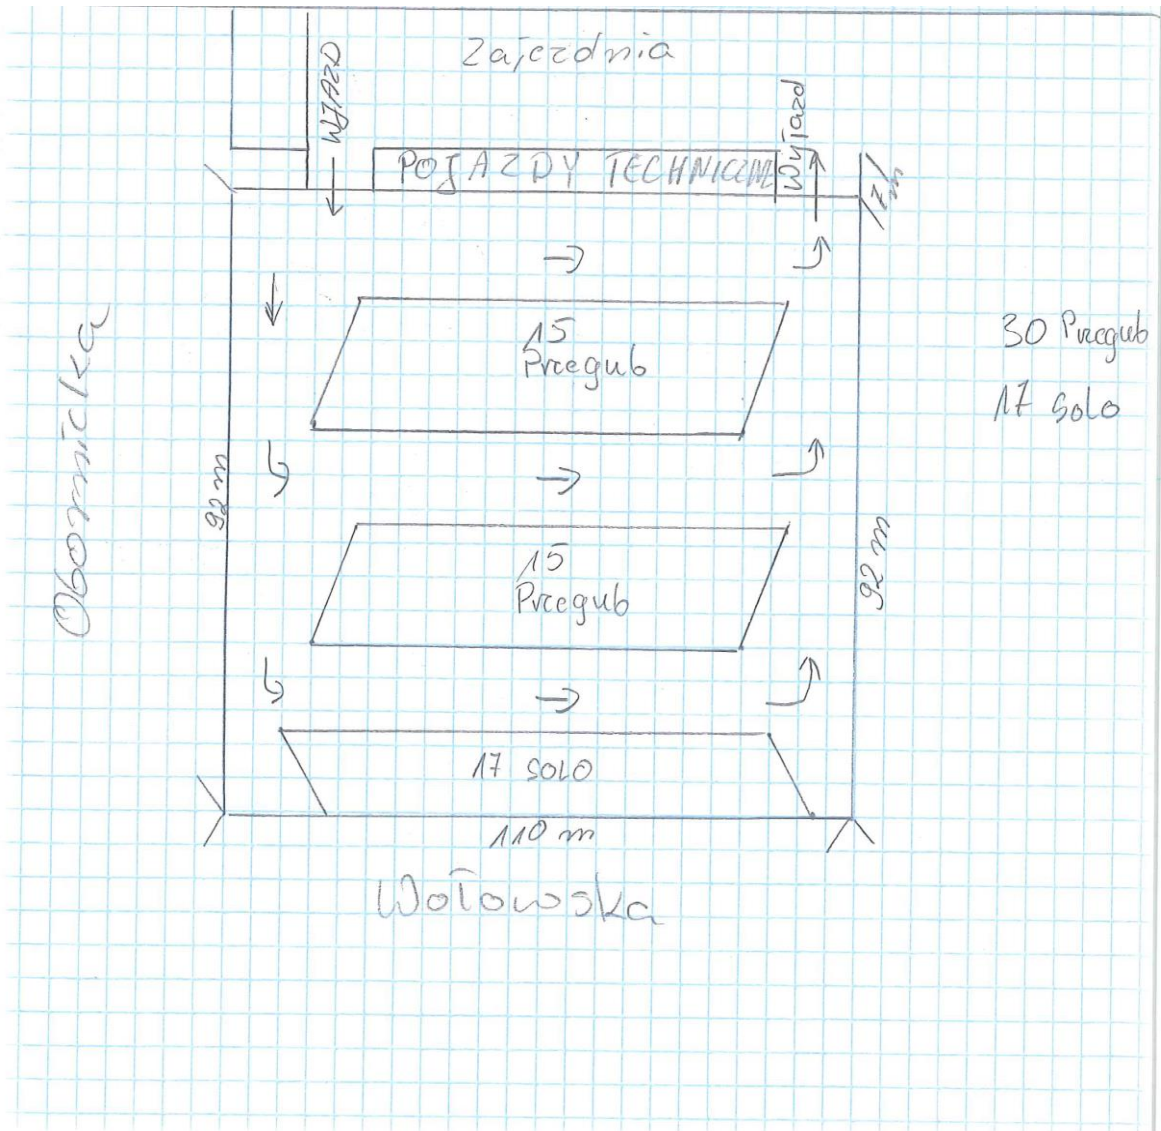 Zajezdnia
WJAZD
Wyjazd
POJAZDY TECHNICZNE
7 m
15
Przegub
30 Przegub
17 Solo
Obornicka
92 m
15
Przegub
92 m
17 SOLO
110 m
Wołowska